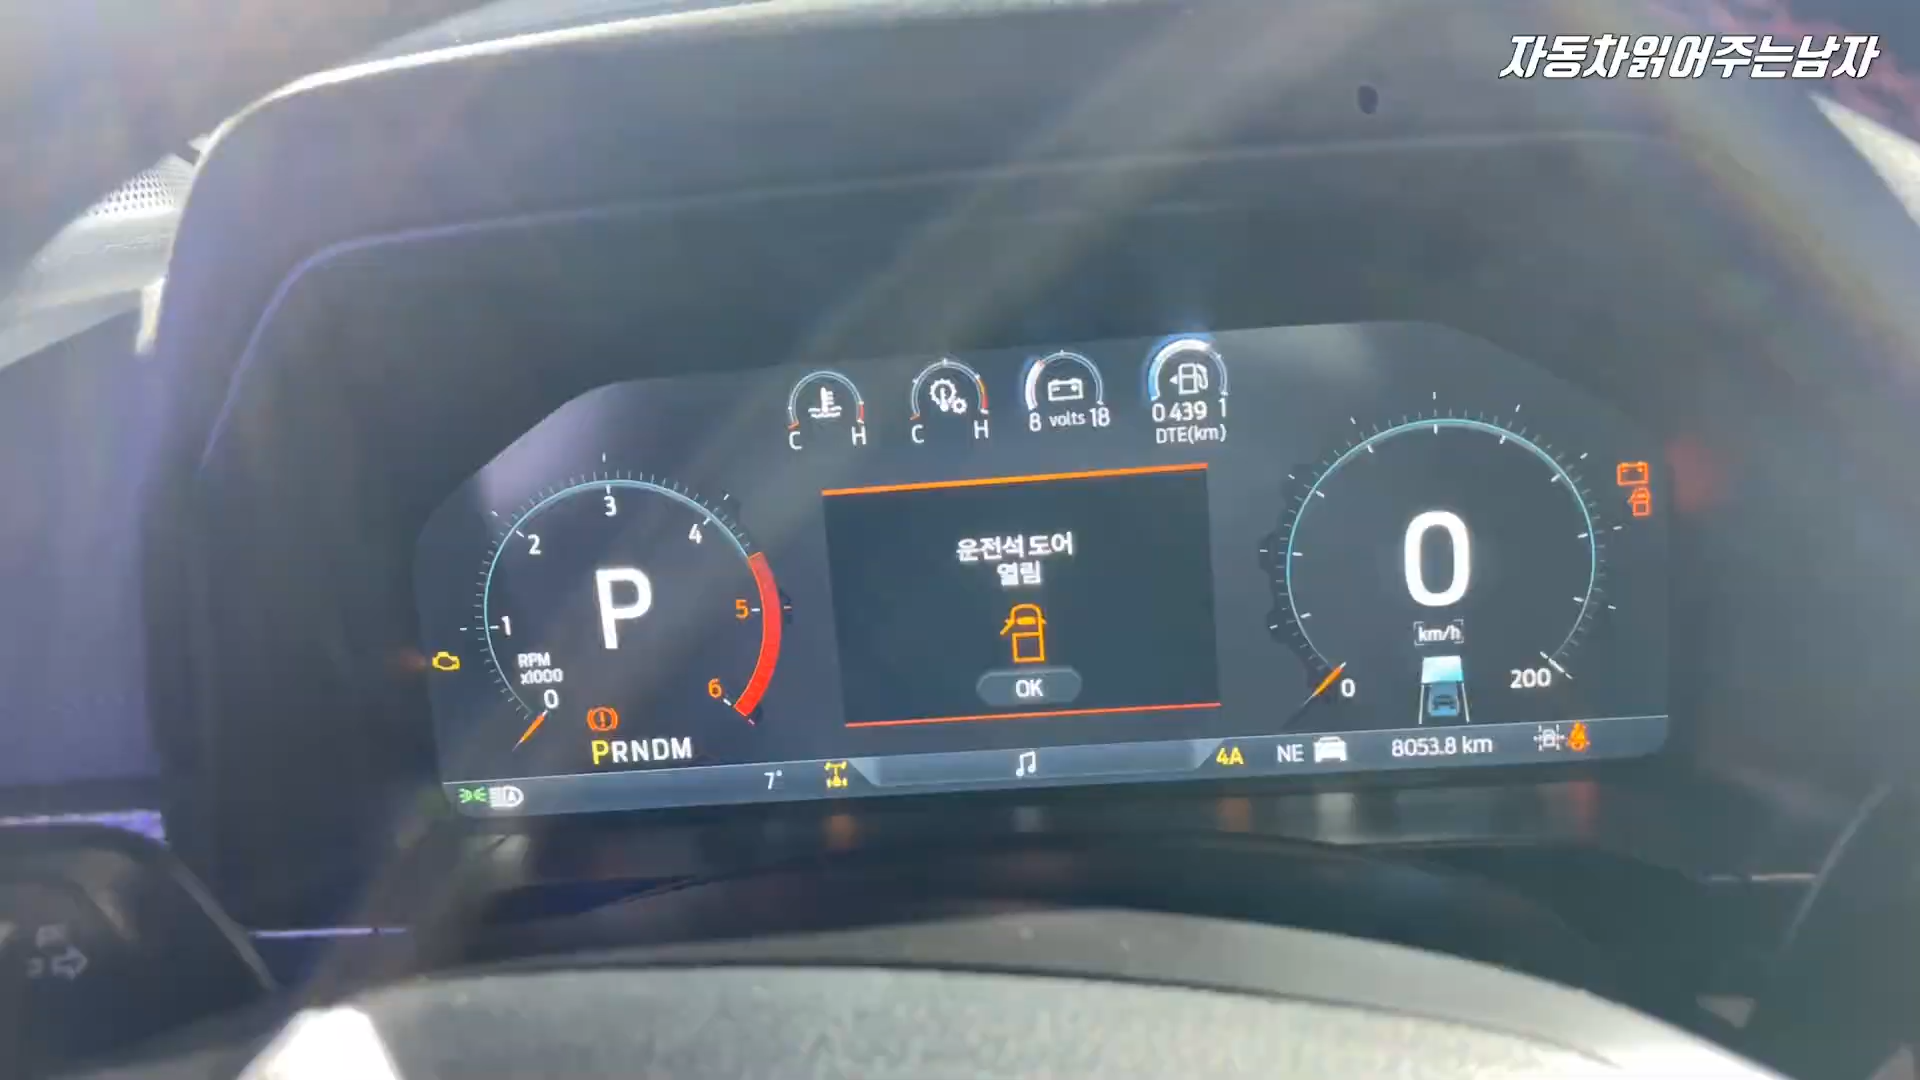 자동차읽어주는남자
C H
C H
8 volts 18
0 439 1
DTE(km)
운전석 도어
열림
OK
P
0
1
2
3
4
5
6
RPM
x1000
PRNDM
0
km/h
0
200
7°
4A
NE
8053.8 km